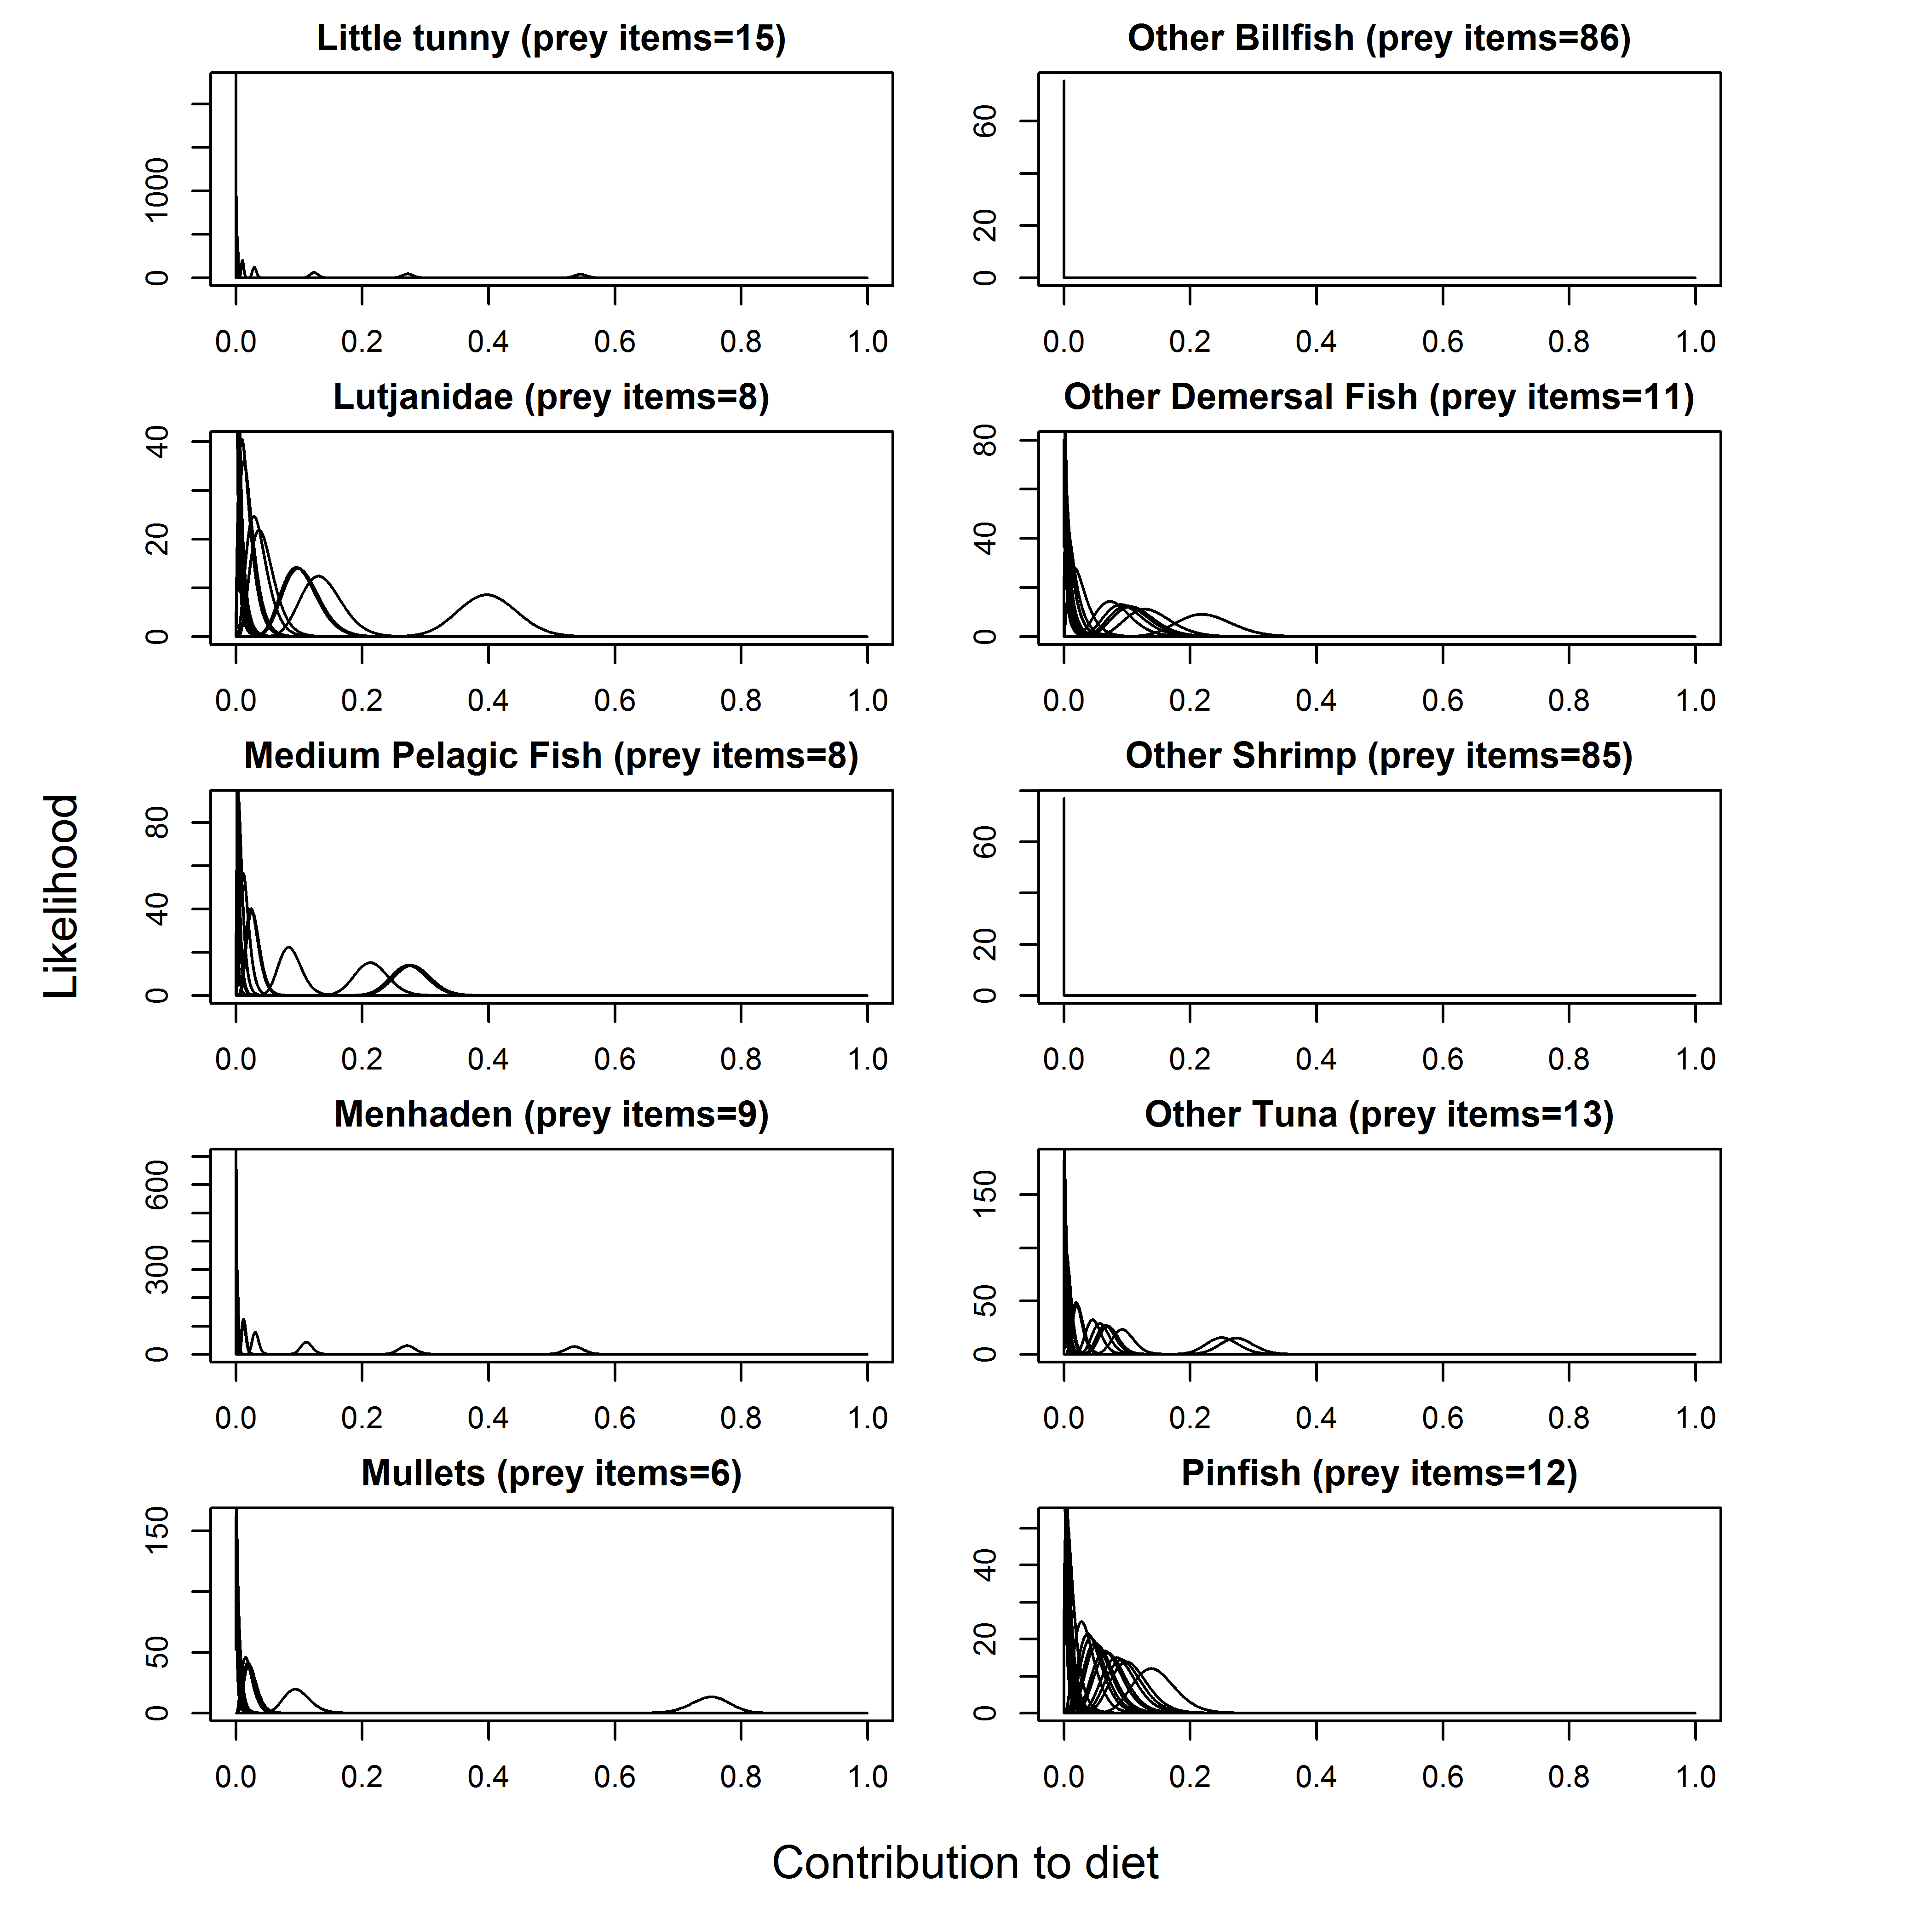 Little tunny (prey items=15)
0
1000
0.0 0.2 0.4 0.6 0.8 1.0
Other Billfish (prey items=86)
0
20
60
0.0 0.2 0.4 0.6 0.8 1.0
Lutjanidae (prey items=8)
0
20
40
0.0 0.2 0.4 0.6 0.8 1.0
Other Demersal Fish (prey items=11)
0
40
80
0.0 0.2 0.4 0.6 0.8 1.0
Medium Pelagic Fish (prey items=8)
0
40
80
0.0 0.2 0.4 0.6 0.8 1.0
Other Shrimp (prey items=85)
0
20
60
0.0 0.2 0.4 0.6 0.8 1.0
Menhaden (prey items=9)
0
300
600
0.0 0.2 0.4 0.6 0.8 1.0
Other Tuna (prey items=13)
0
50
150
0.0 0.2 0.4 0.6 0.8 1.0
Mullets (prey items=6)
0
50
150
0.0 0.2 0.4 0.6 0.8 1.0
Pinfish (prey items=12)
0
20
40
0.0 0.2 0.4 0.6 0.8 1.0
Likelihood
Contribution to diet